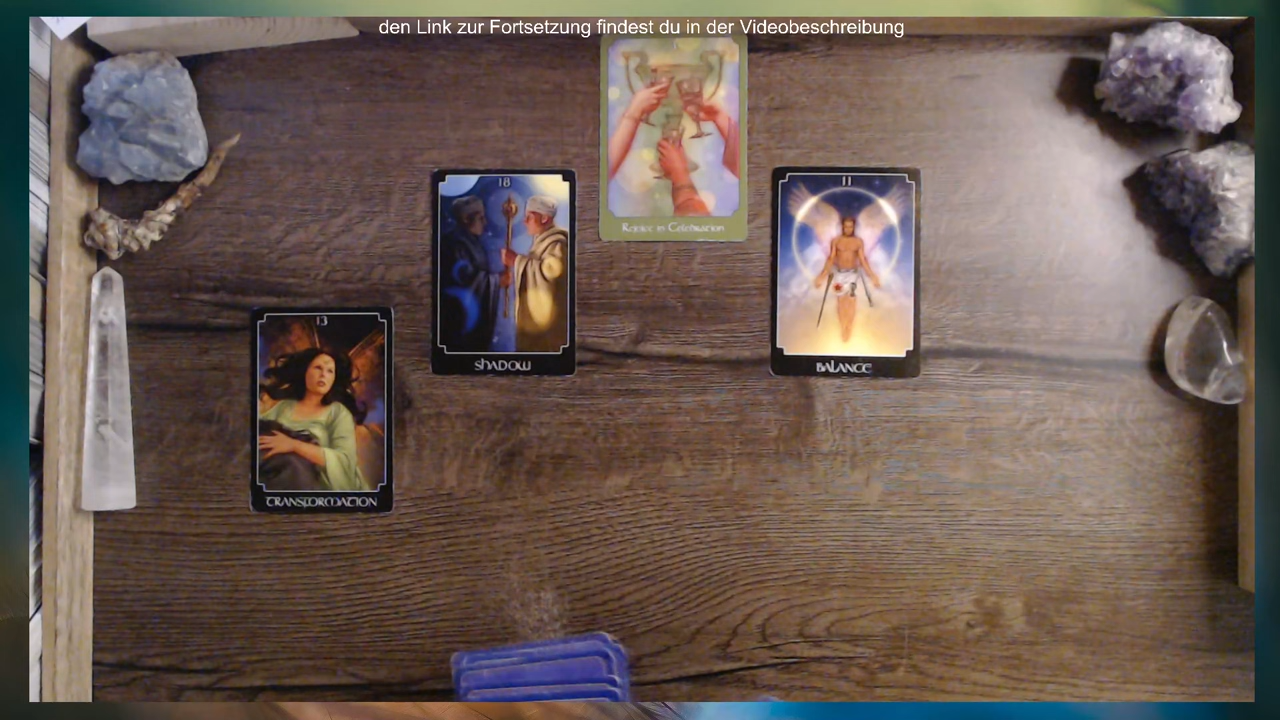 den Link zur Fortsetzung findest du in der Videobeschreibung
Rejoice in Celebration
18
SHADOW
11
BALANCE
13
TRANSFORMATION